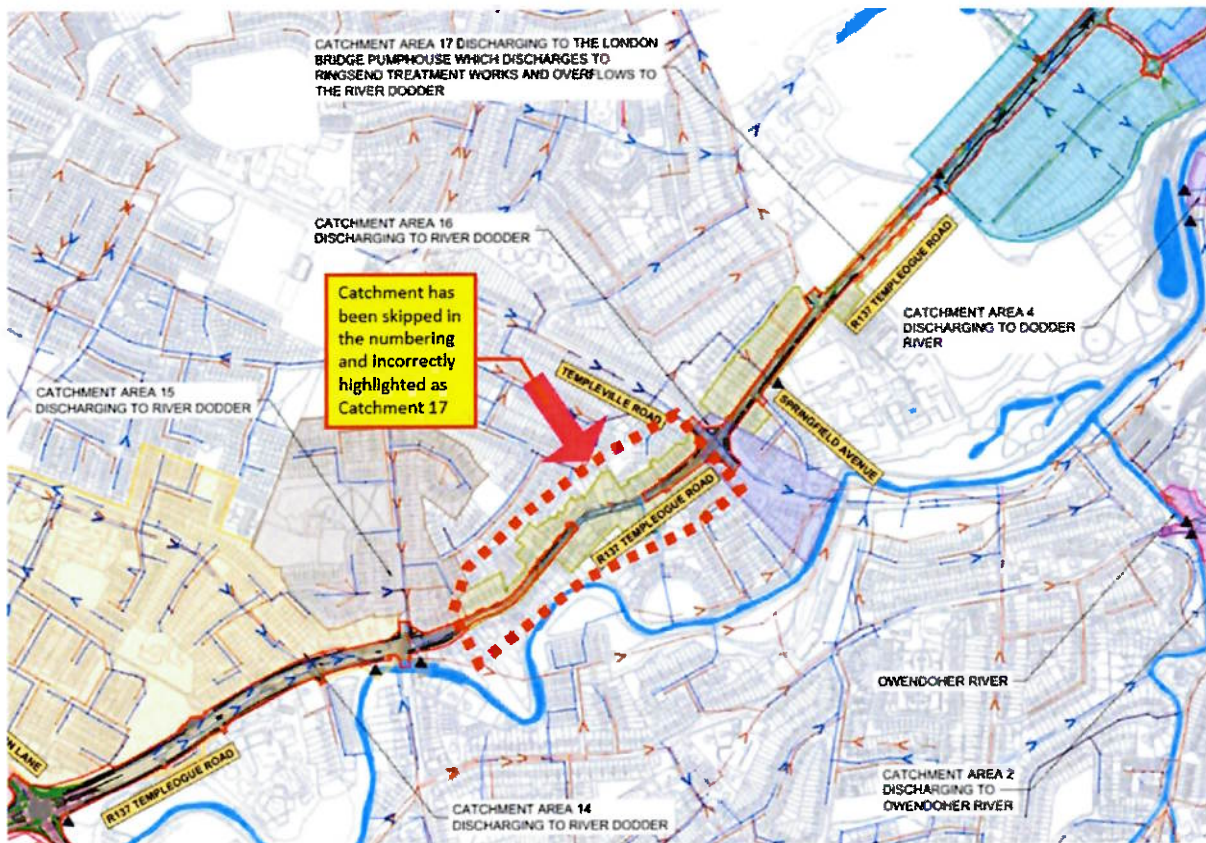 CATCHMENT AREA 17 DISCHARGING TO THE LONDON
BRIDGE PUMPHOUSE WHICH DISCHARGES TO
RINGSEND TREATMENT WORKS AND OVERFLOWS TO
THE RIVER DODDER
CATCHMENT AREA 16
DISCHARGING TO RIVER DODDER
Catchment has
been skipped in
the numbering
and incorrectly
highlighted as
Catchment 17
R137 TEMPLEOGUE ROAD
CATCHMENT AREA 4
DISCHARGING TO DODDER
RIVER
CATCHMENT AREA 15
DISCHARGING TO RIVER DODDER
TEMPLEVILLE ROAD
SPRINGFIELD AVENUE
R137 TEMPLEOGUE ROAD
OWENDOHER RIVER
N LANE
R137 TEMPLEOGUE ROAD
CATCHMENT AREA 14
DISCHARGING TO RIVER DODDER
CATCHMENT AREA 2
DISCHARGING TO
OWENDOHER RIVER